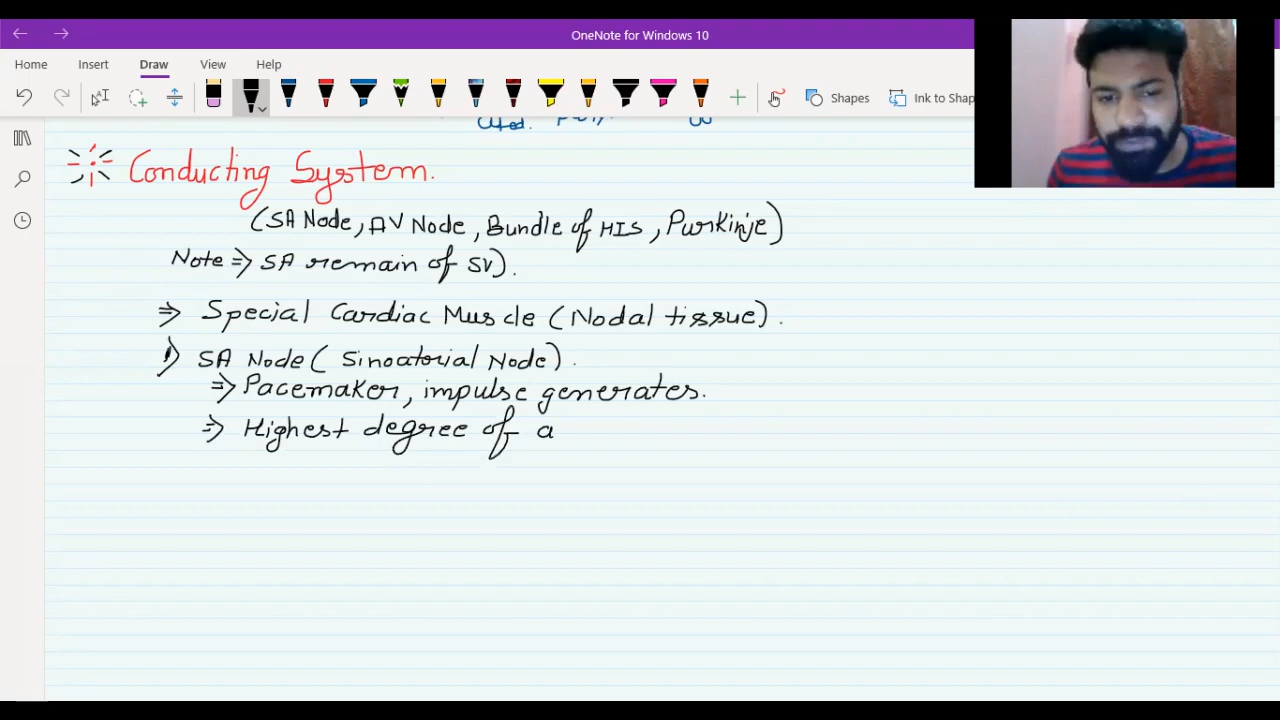 OneNote for Windows 10
Home Insert Draw View Help
Shapes Ink to Shap
Conducting System.
(SA Node, AV Node, Bundle of HIS, Purkinje)
Note ⇒ SA remain of SV).
⇒ Special Cardiac Muscle (Nodal tissue).
SA Node (Sinoatorial Node).
⇒ Pacemaker, impulse generates.
⇒ Highest degree of a